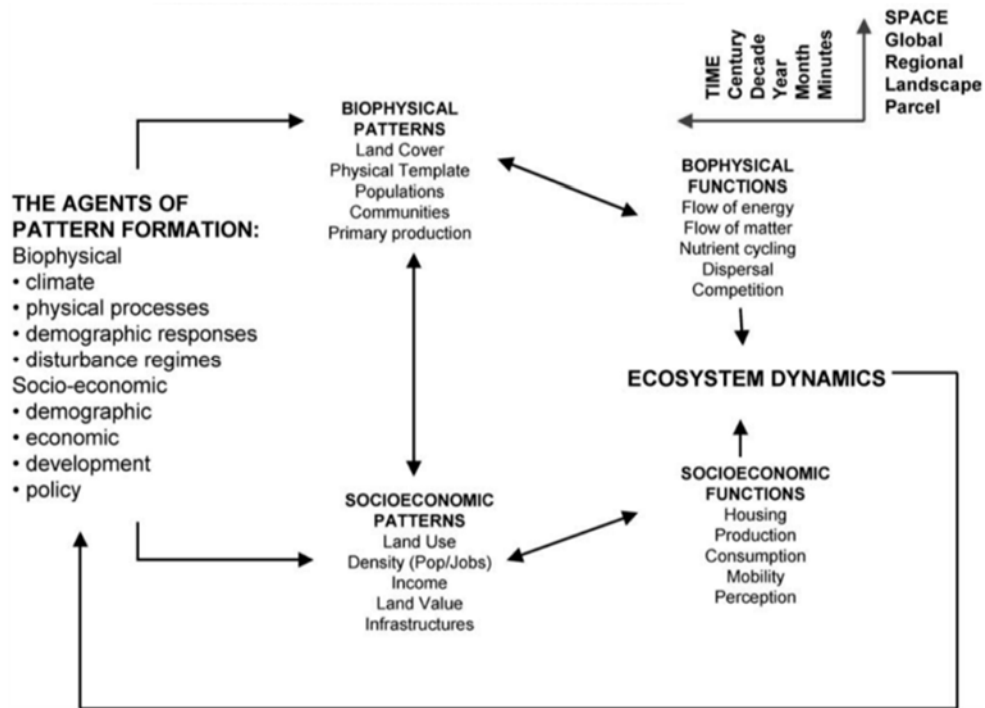 SPACE
Global
Regional
Landscape
Parcel
TIME
Century
Decade
Year
Month
Minutes
BIOPHYSICAL
PATTERNS
Land Cover
Physical Template
Populations
Communities
Primary production
BOPHYSICAL
FUNCTIONS
Flow of energy
Flow of matter
Nutrient cycling
Dispersal
Competition
THE AGENTS OF
PATTERN FORMATION:
Biophysical
• climate
• physical processes
• demographic responses
• disturbance regimes
Socio-economic
• demographic
• economic
• development
• policy
ECOSYSTEM DYNAMICS
SOCIOECONOMIC
PATTERNS
Land Use
Density (Pop/Jobs)
Income
Land Value
Infrastructures
SOCIOECONOMIC
FUNCTIONS
Housing
Production
Consumption
Mobility
Perception